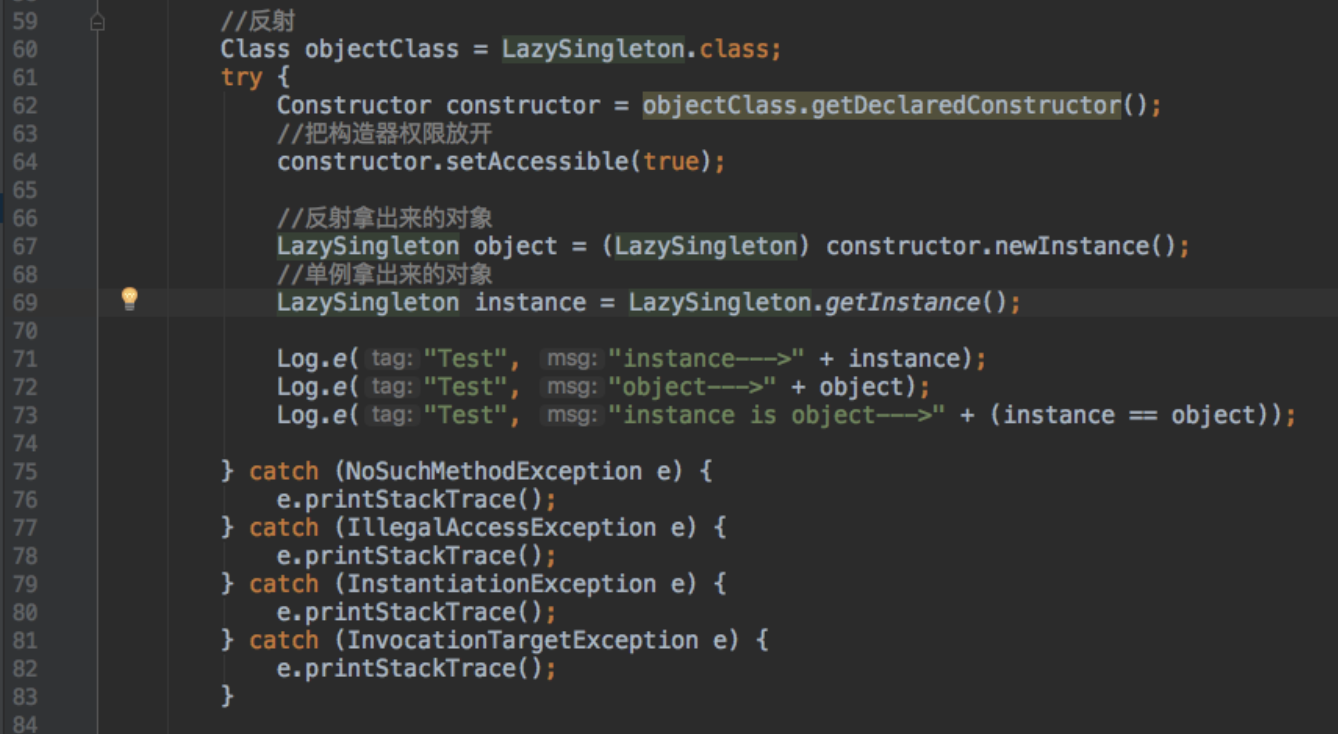 59 //反射
60 Class objectClass = LazySingleton.class;
61 try {
62 Constructor constructor = objectClass.getDeclaredConstructor();
63 //把构造器权限放开
64 constructor.setAccessible(true);
65
66 //反射拿出来的对象
67 LazySingleton object = (LazySingleton) constructor.newInstance();
68 //单例拿出来的对象
69 LazySingleton instance = LazySingleton.getInstance();
70
71 Log.e( tag: "Test", msg: "instance--->" + instance);
72 Log.e( tag: "Test", msg: "object--->" + object);
73 Log.e( tag: "Test", msg: "instance is object--->" + (instance == object));
74
75 } catch (NoSuchMethodException e) {
76 e.printStackTrace();
77 } catch (IllegalAccessException e) {
78 e.printStackTrace();
79 } catch (InstantiationException e) {
80 e.printStackTrace();
81 } catch (InvocationTargetException e) {
82 e.printStackTrace();
83 }
84